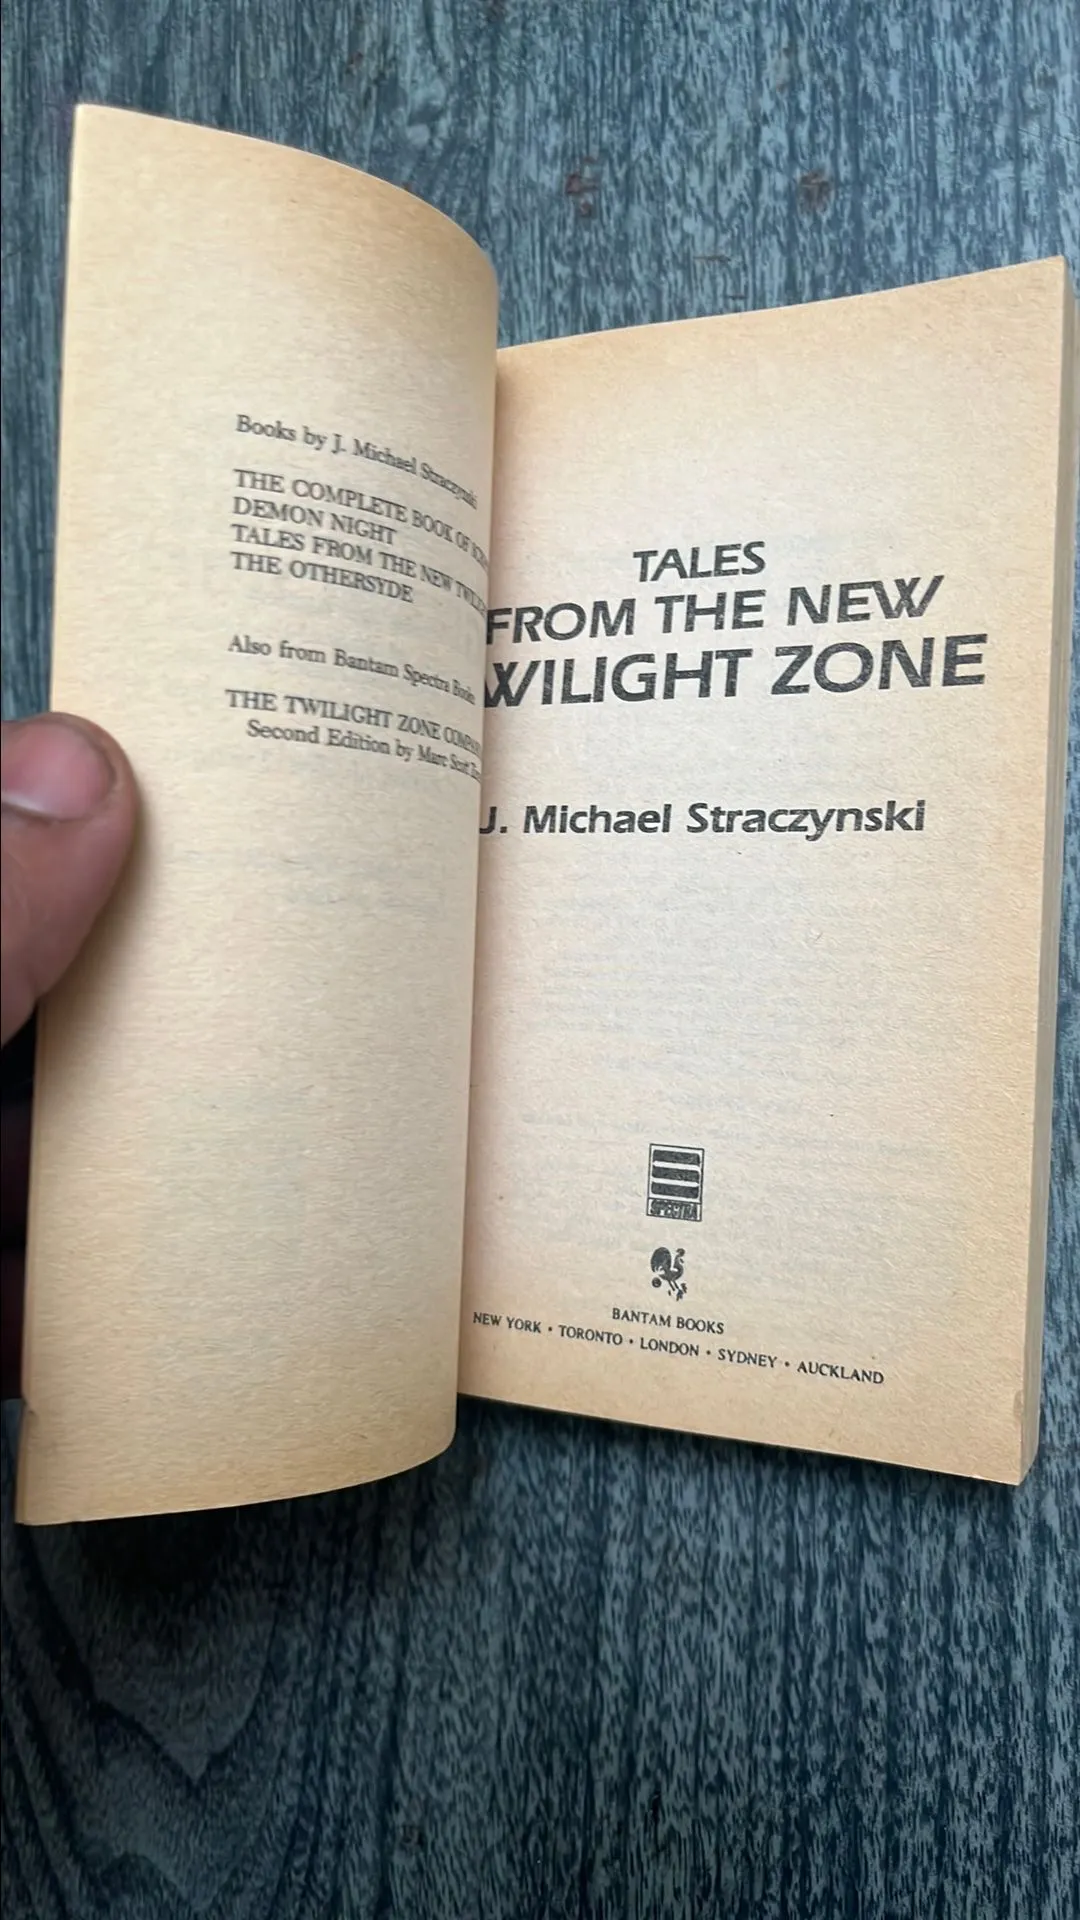 Books by J. Michael Straczynski
THE COMPLETE BOOK OF
DEMON NIGHT
TALES FROM THE NEW
THE OTHERSYDE
Also from Bantam Spectra Books
THE TWILIGHT ZONE
Second Edition by Marc Scott
TALES
FROM THE NEW
WILIGHT ZONE
J. Michael Straczynski
SPECTRA
BANTAM BOOKS
NEW YORK • TORONTO • LONDON • SYDNEY • AUCKLAND